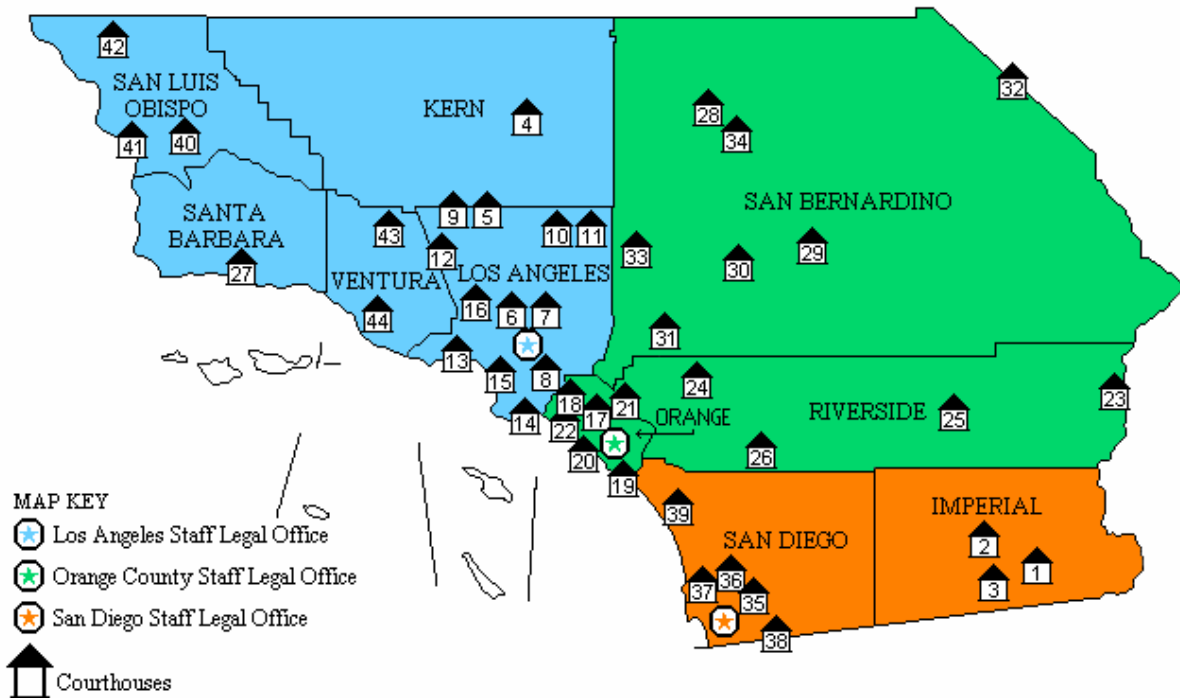 42
SAN LUIS
OBISPO
41
40
KERN
4
28
34
32
SAN BERNARDINO
SANTA
BARBARA
27
43
9
5
10
11
12
LOS ANGELES
VENTURA
16
6
7
44
13
15
8
14
33
30
29
31
24
18
17
21
ORANGE
22
20
19
RIVERSIDE
25
23
26
MAP KEY
Los Angeles Staff Legal Office
Orange County Staff Legal Office
San Diego Staff Legal Office
Courthouses
39
SAN DIEGO
37
36
35
38
IMPERIAL
2
1
3